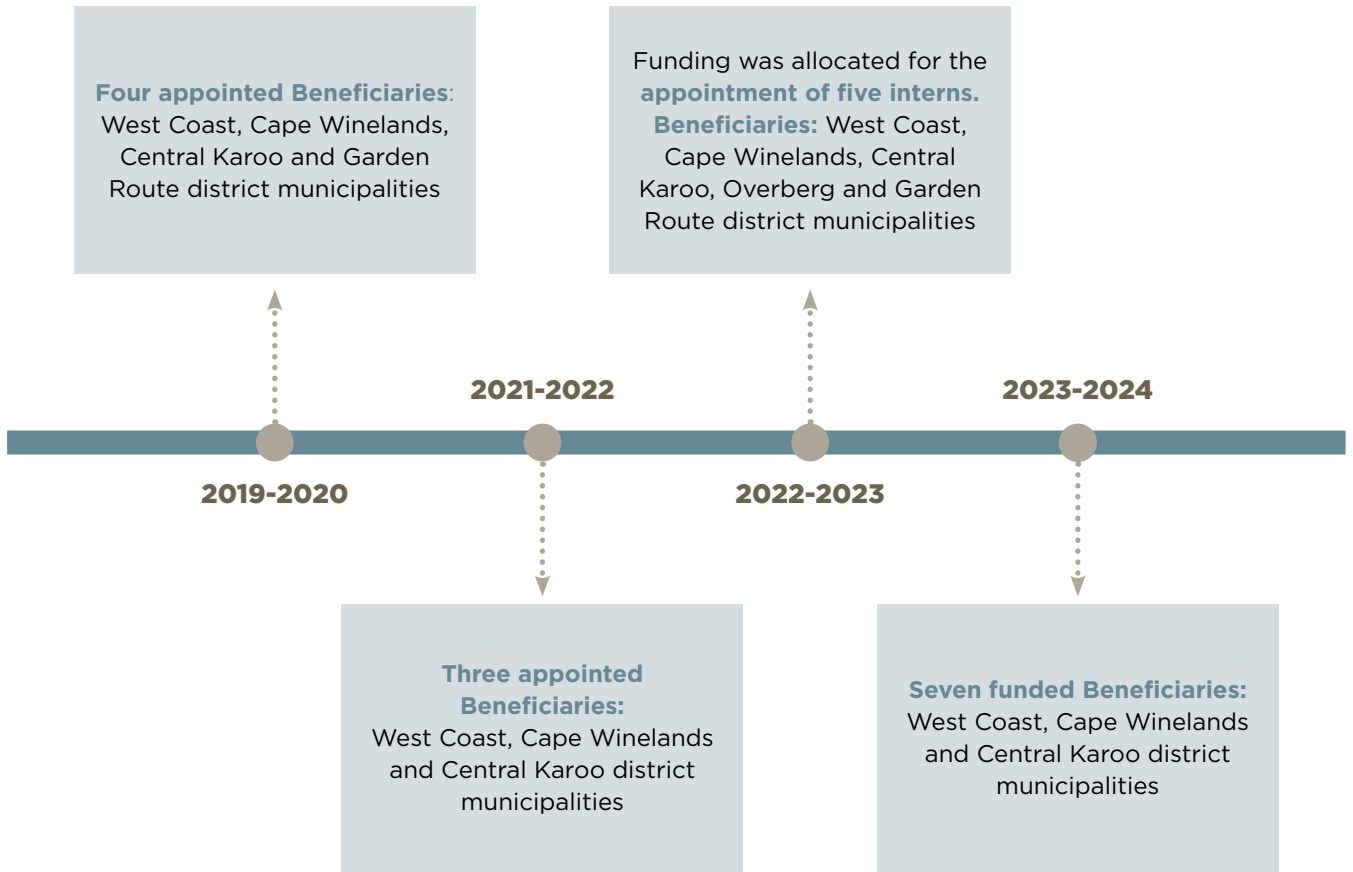 Four appointed Beneficiaries:
West Coast, Cape Winelands,
Central Karoo and Garden
Route district municipalities
Funding was allocated for the
appointment of five interns.
Beneficiaries: West Coast,
Cape Winelands, Central
Karoo, Overberg and Garden
Route district municipalities
2021-2022
2023-2024
2019-2020
2022-2023
Three appointed
Beneficiaries:
West Coast, Cape Winelands
and Central Karoo district
municipalities
Seven funded Beneficiaries:
West Coast, Cape Winelands
and Central Karoo district
municipalities